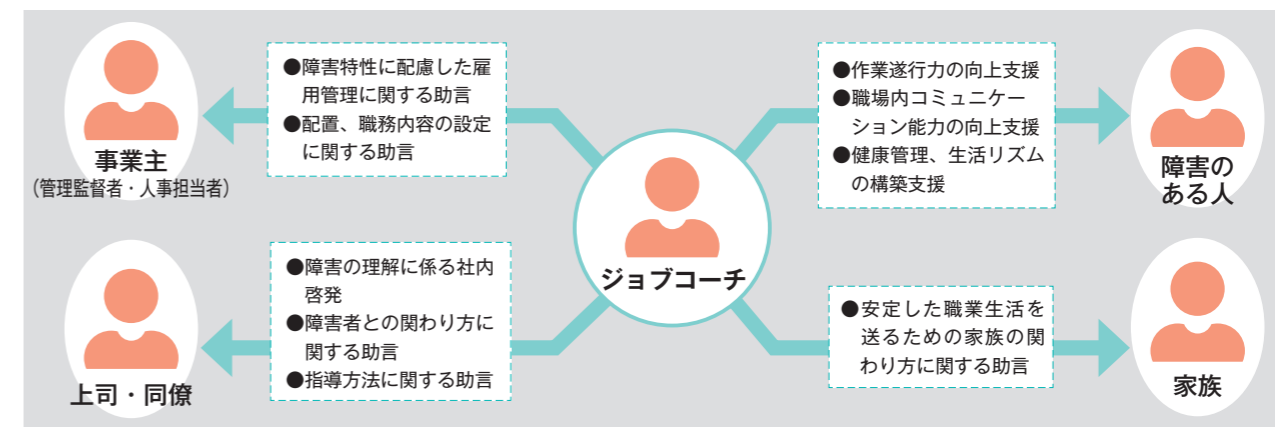 ●障害特性に配慮した雇
用管理に関する助言
●配置、職務内容の設定
に関する助言
事業主
（管理監督者・人事担当者）
●障害の理解に係る社内
啓発
●障害者との関わり方に
関する助言
●指導方法に関する助言
上司・同僚
ジョブコーチ
●作業遂行力の向上支援
●職場内コミュニケー
ション能力の向上支援
●健康管理、生活リズム
の構築支援
障害の
ある人
●安定した職業生活を
送るための家族の関
わり方に関する助言
家族